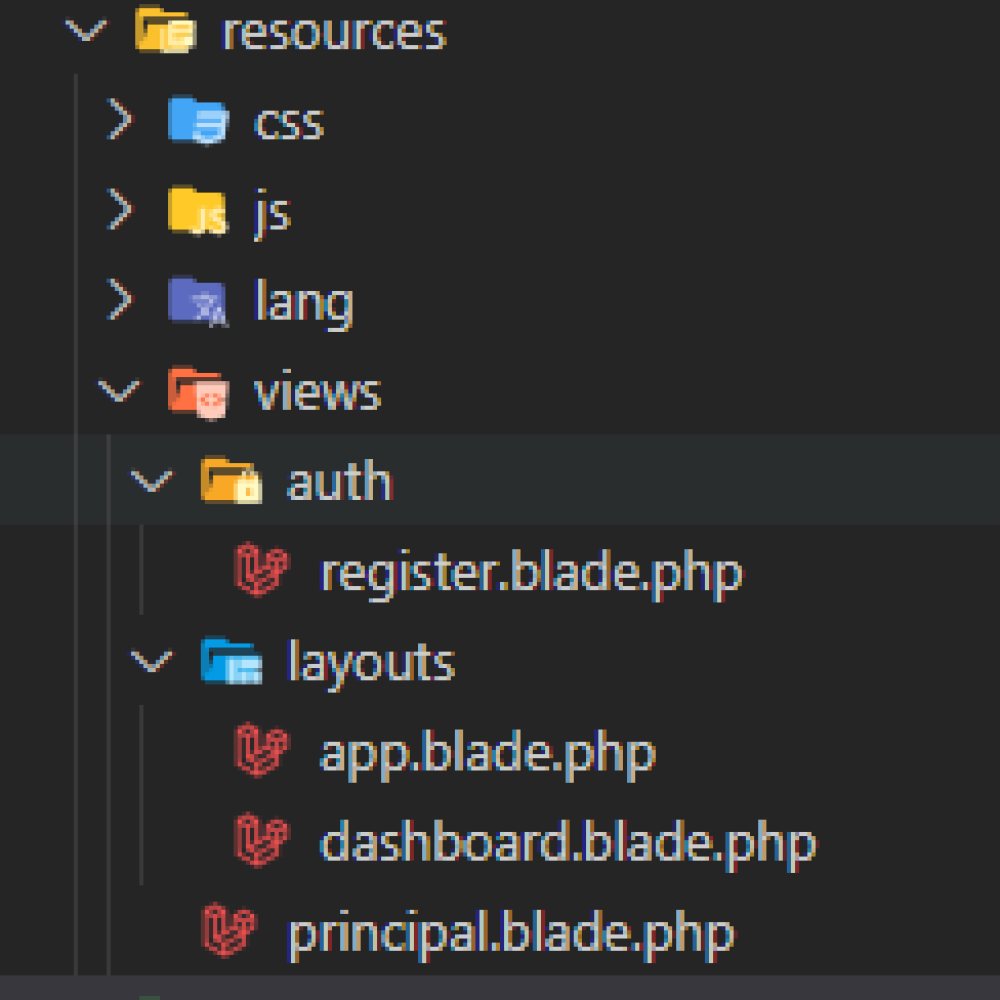 resources
css
js
lang
views
auth
register.blade.php
layouts
app.blade.php
dashboard.blade.php
principal.blade.php